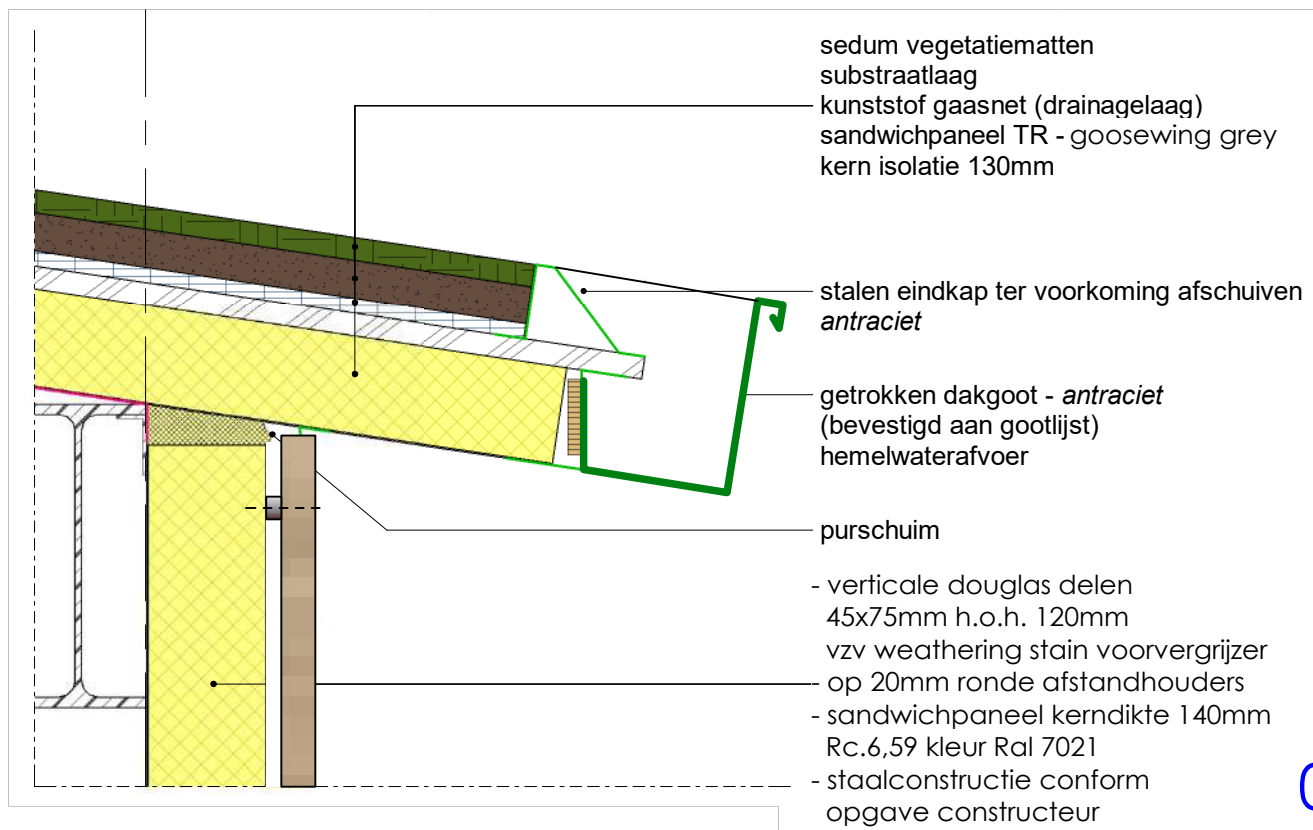 sedum vegetatiematten
substraatlaag
kunststof gaasnet (drainagelaag)
sandwichpaneel TR - goosewing grey
kern isolatie 130mm
stalen eindkap ter voorkoming afschuiven
antraciet
getrokken dakgoot - antraciet
(bevestigd aan gootlijst)
hemelwaterafvoer
purschuim
- verticale douglas delen
45x75mm h.o.h. 120mm
vzv weathering stain voorvergrijzer
- op 20mm ronde afstandhouders
- sandwichpaneel kerndikte 140mm
Rc.6,59 kleur Ral 7021
- staalconstructie conform
opgave constructeur